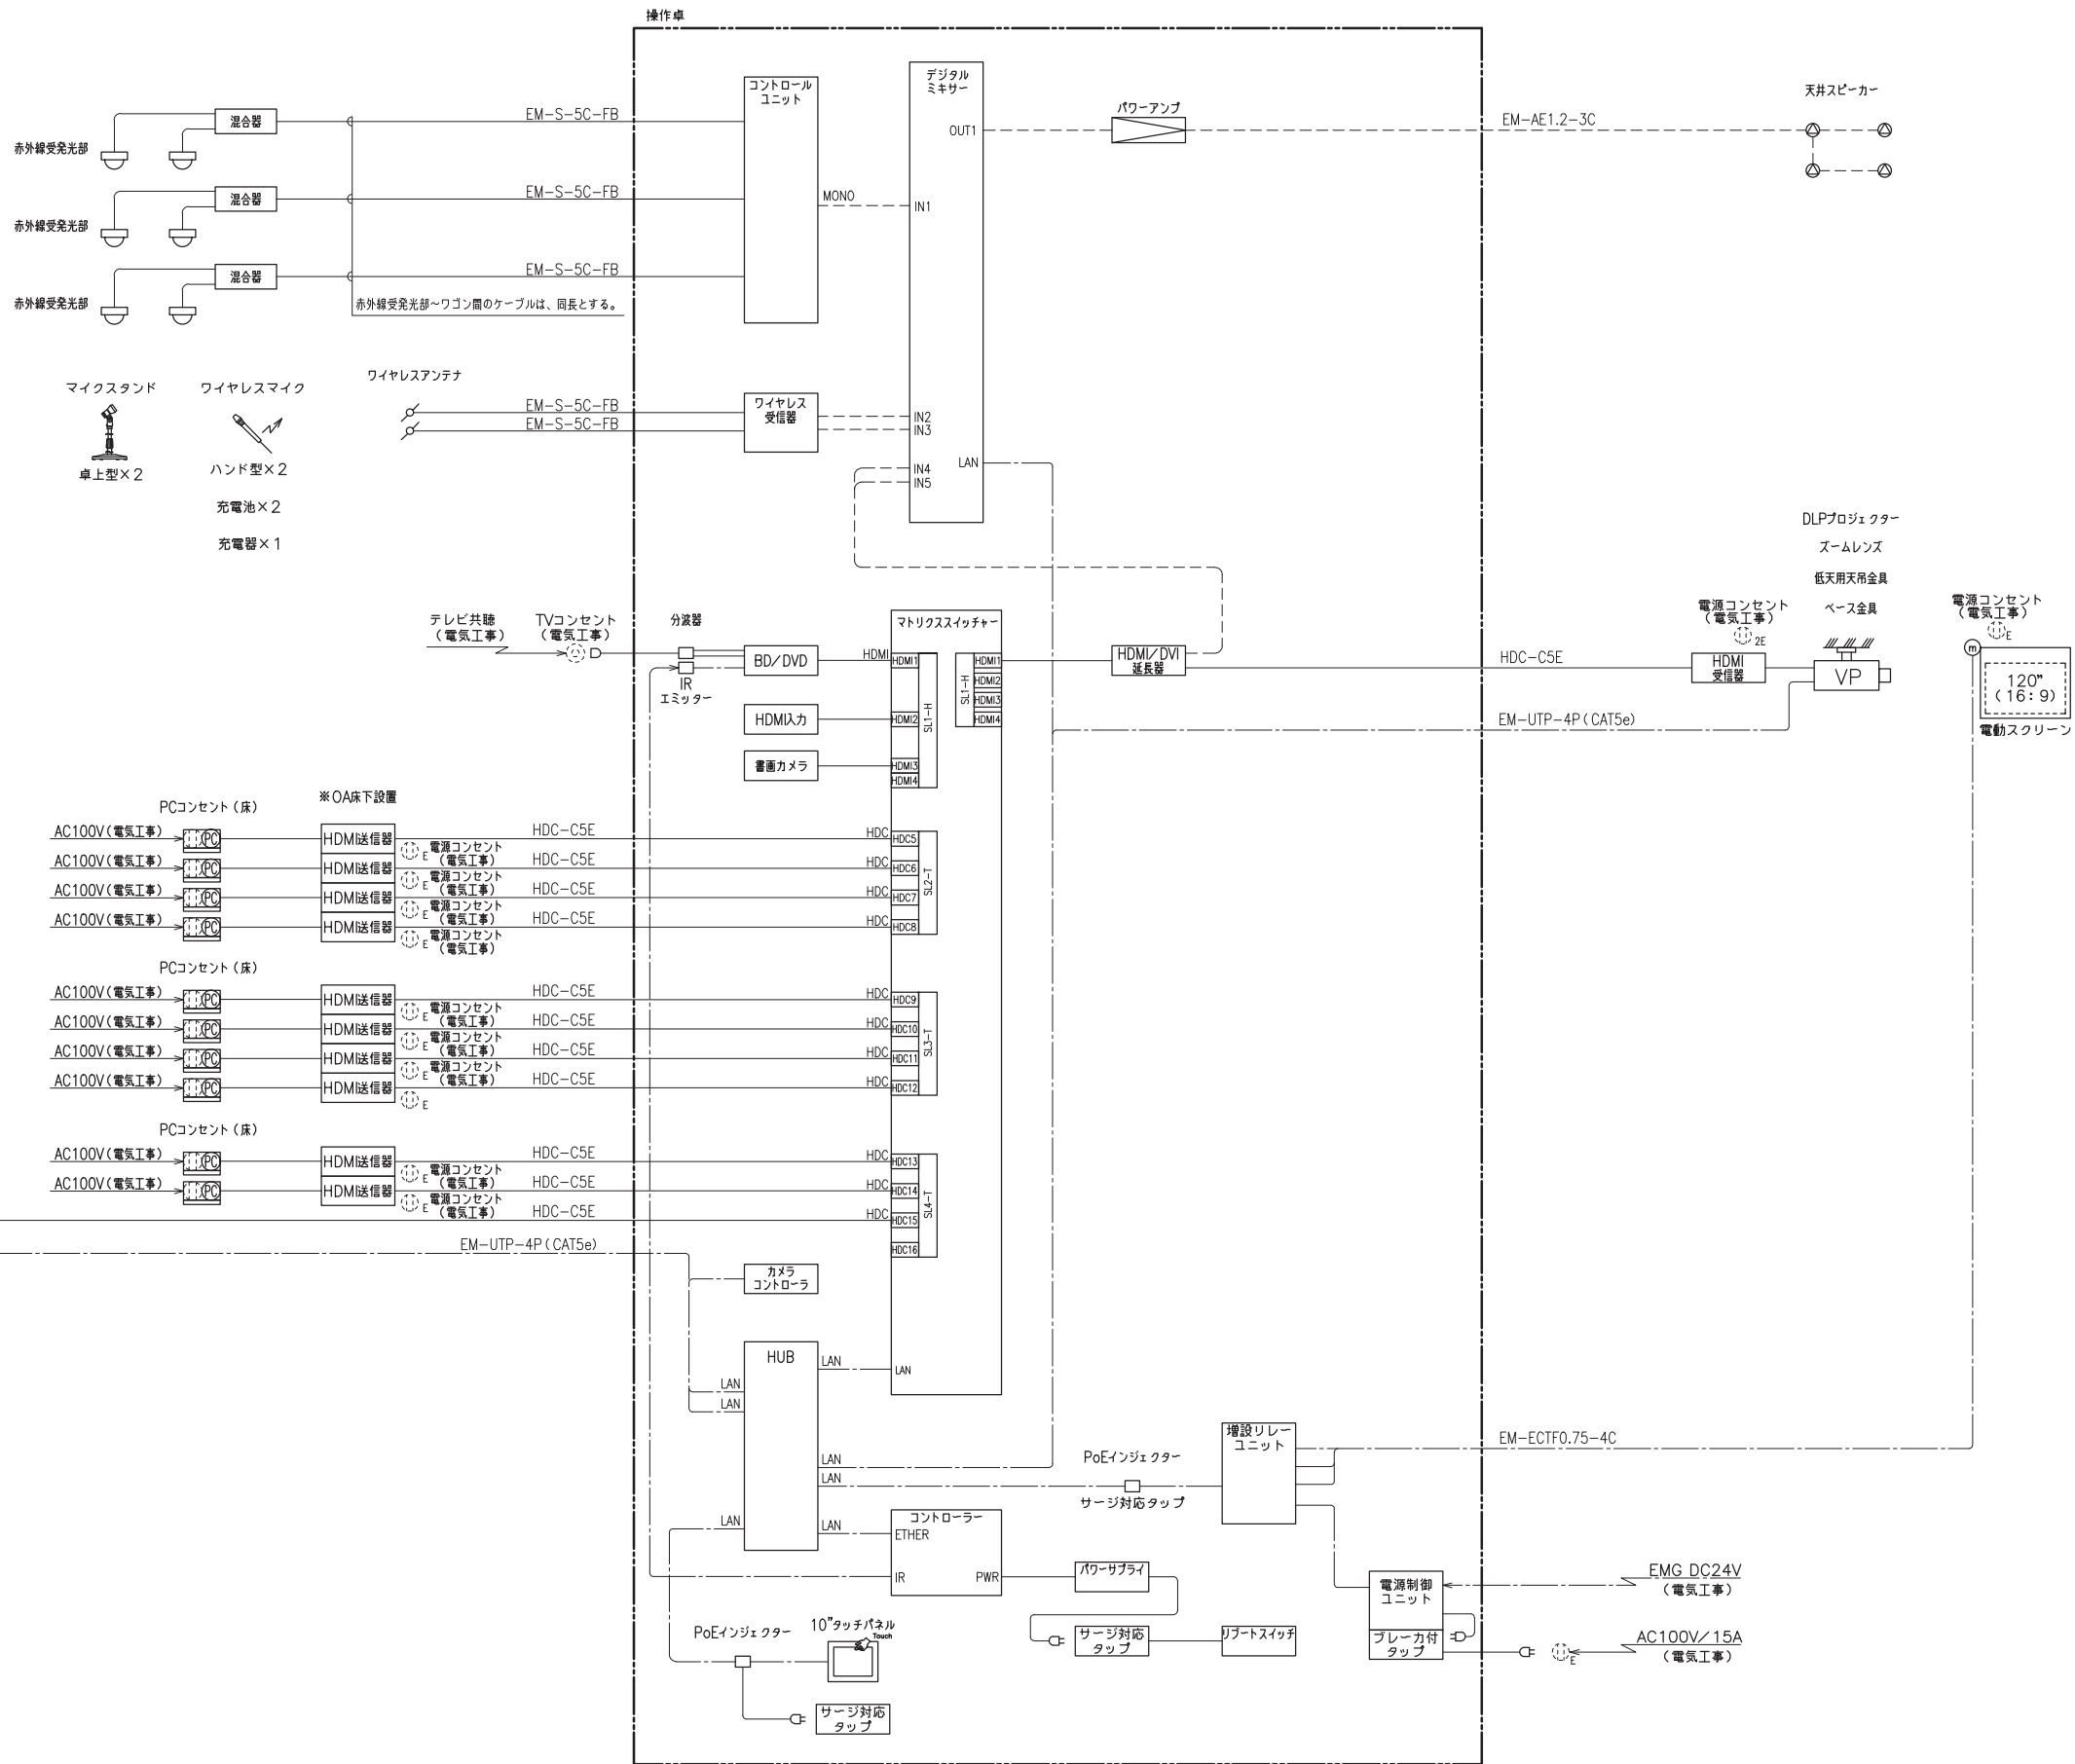 操作卓
コントロール
ユニット
デジタル
ミキサー
OUT1
パワーアンプ
EM-AE1.2-3C
天井スピーカー
赤外線受発光部
混合器
EM-S-5C-FB
赤外線受発光部
混合器
EM-S-5C-FB
MONO
IN1
赤外線受発光部
混合器
EM-S-5C-FB
赤外線受発光部～ワゴン間のケーブルは、同長とする。
マイクスタンド
卓上型×2
ワイヤレスマイク
ハンド型×2
充電池×2
充電器×1
ワイヤレスアンテナ
EM-S-5C-FB
EM-S-5C-FB
ワイヤレス
受信器
IN2
IN3
IN4
IN5
LAN
DLPプロジェクター
ズームレンズ
低天用天吊金具
ベース金具
電源コンセント
（電気工事）
2E
電源コンセント
（電気工事）
E
テレビ共聴
（電気工事）
TVコンセント
（電気工事）
分波器
IR
エミッター
BD/DVD
HDMI
HDMI入力
書画カメラ
マトリクススイッチャー
HDMI1
HDMI2
HDMI3
HDMI4
SL1-H
SL1-H
HDMI1
HDMI2
HDMI3
HDMI4
HDMI/DVI
延長器
HDC-C5E
HDMI
受信器
VP
m
120"
(16:9)
電動スクリーン
EM-UTP-4P(CAT5e)
PCコンセント（床）
※OA床下設置
AC100V(電気工事)
PC
HDMI送信器
E
電源コンセント
（電気工事）
HDC-C5E
HDC
HDC5
AC100V(電気工事)
PC
HDMI送信器
E
電源コンセント
（電気工事）
HDC-C5E
HDC
HDC6
AC100V(電気工事)
PC
HDMI送信器
E
電源コンセント
（電気工事）
HDC-C5E
HDC
HDC7
AC100V(電気工事)
PC
HDMI送信器
E
電源コンセント
（電気工事）
HDC-C5E
HDC
HDC8
SL2-T
PCコンセント（床）
AC100V(電気工事)
PC
HDMI送信器
E
電源コンセント
（電気工事）
HDC-C5E
HDC
HDC9
AC100V(電気工事)
PC
HDMI送信器
E
電源コンセント
（電気工事）
HDC-C5E
HDC
HDC10
AC100V(電気工事)
PC
HDMI送信器
E
電源コンセント
（電気工事）
HDC-C5E
HDC
HDC11
AC100V(電気工事)
PC
HDMI送信器
E
HDC-C5E
HDC
HDC12
SL3-T
PCコンセント（床）
AC100V(電気工事)
PC
HDMI送信器
E
電源コンセント
（電気工事）
HDC-C5E
HDC
HDC13
AC100V(電気工事)
PC
HDMI送信器
E
電源コンセント
（電気工事）
HDC-C5E
HDC
HDC14
HDC-C5E
HDC
HDC15
HDC16
SL4-T
EM-UTP-4P(CAT5e)
カメラ
コントローラ
HUB
LAN
LAN
LAN
LAN
LAN
LAN
LAN
LAN
PoEインジェクター
サージ対応タップ
増設リレー
ユニット
EM-ECTF0.75-4C
コントローラー
ETHER
IR
PWR
LAN
パワーサプライ
サージ対応
タップ
リブートスイッチ
電源制御
ユニット
ブレーカ付
タップ
EMG DC24V
（電気工事）
AC100V/15A
（電気工事）
E
PoEインジェクター
10"タッチパネル
Touch
サージ対応
タップ